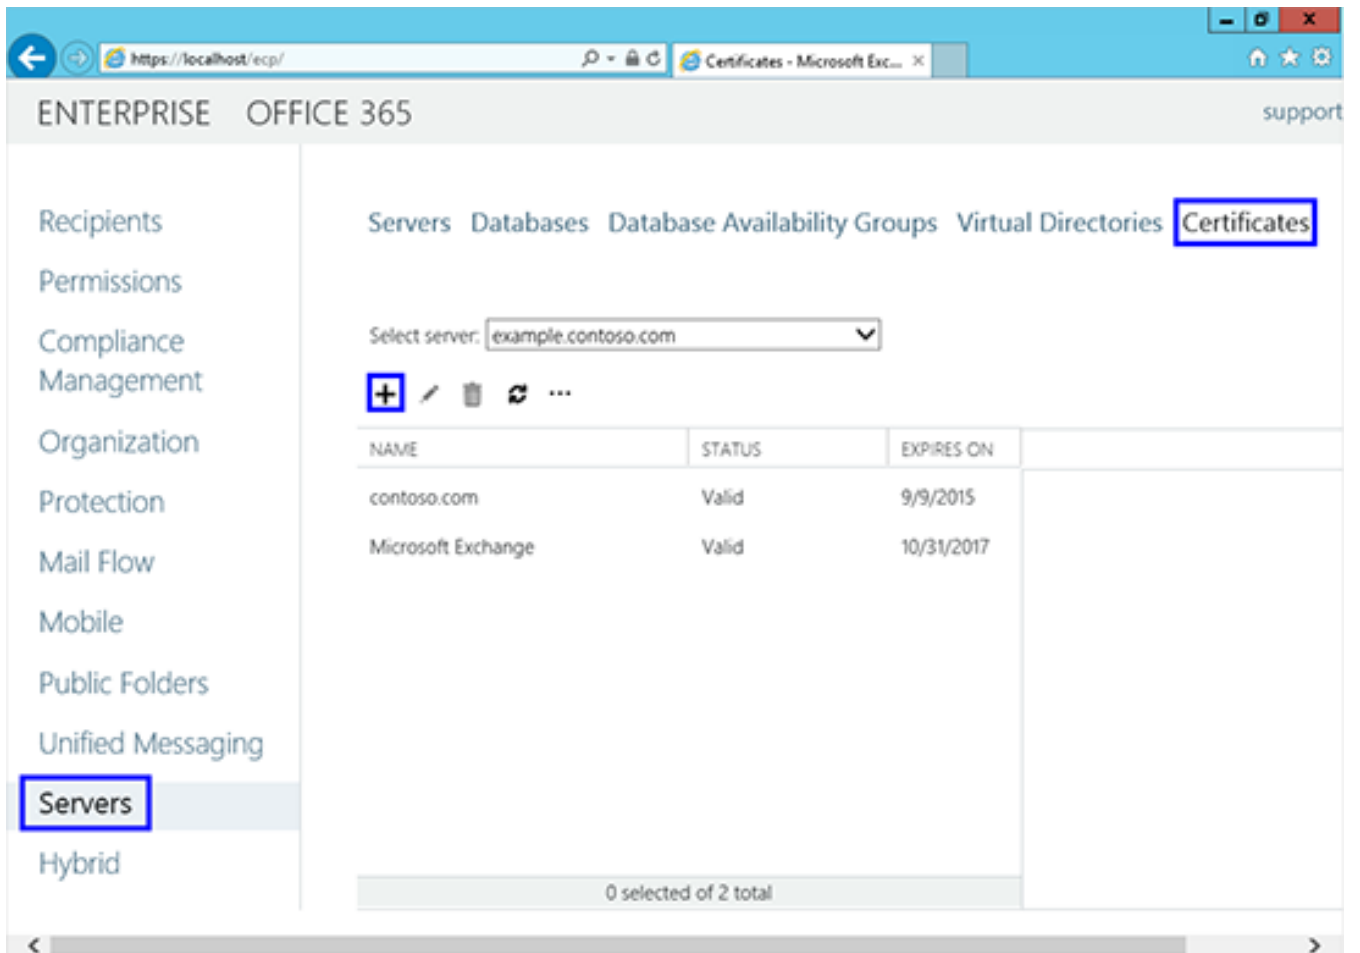 https://localhost/ecp/
Certificates - Microsoft Exc...
ENTERPRISE OFFICE 365
support
Recipients
Permissions
Compliance
Management
Organization
Protection
Mail Flow
Mobile
Public Folders
Unified Messaging
Servers
Hybrid
Servers Databases Database Availability Groups Virtual Directories Certificates
Select server: example.contoso.com
NAME STATUS EXPIRES ON
contoso.com Valid 9/9/2015
Microsoft Exchange Valid 10/31/2017
0 selected of 2 total